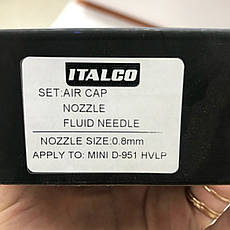 ITALCO
SET:AIR CAP
NOZZLE
FLUID NEEDLE
NOZZLE SIZE:0.8mm
APPLY TO: MINI D-951 HVLP